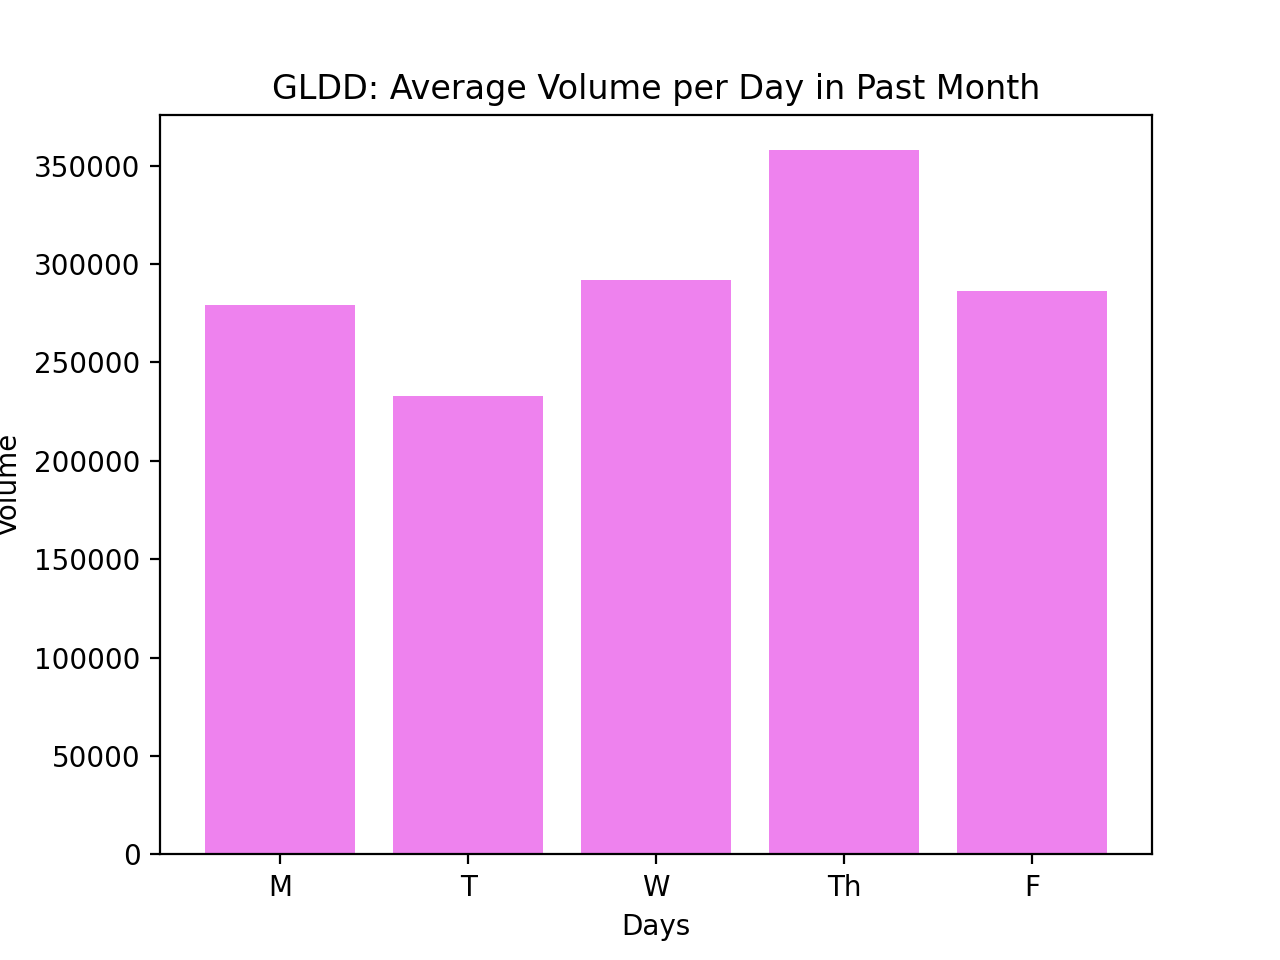 GLDD: Average Volume per Day in Past Month
350000
300000
250000
200000
150000
100000
50000
0
Volume
M T W Th F
Days